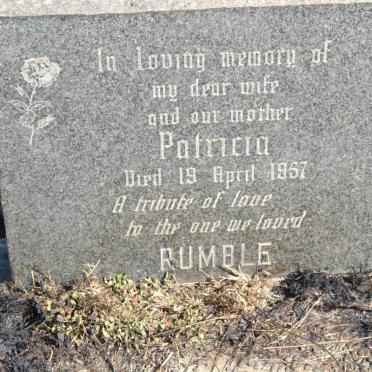 In loving memory of
my dear wife
and our mother
Patricia
Died 19 April 1967
A tribute of love
to the one we loved
RUMBLE